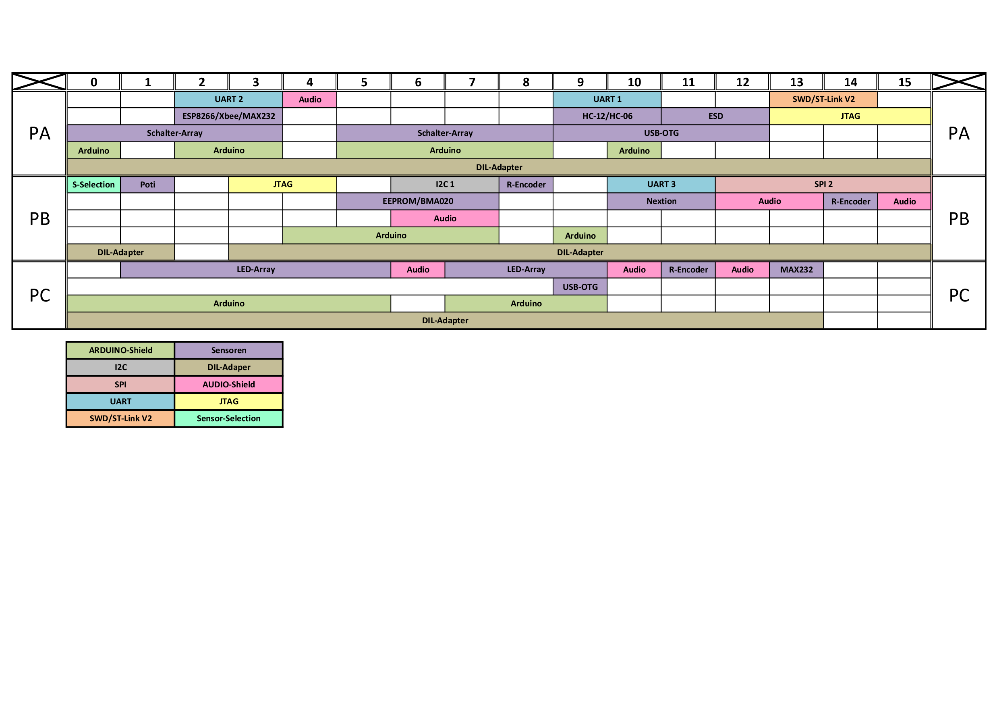 0 1 2 3 4 5 6 7 8 9 10 11 12 13 14 15
UART 2 Audio UART 1 SWD/ST-Link V2
ESP8266/Xbee/MAX232 HC-12/HC-06 ESD JTAG
PA Schalter-Array Schalter-Array USB-OTG PA
Arduino Arduino Arduino Arduino
DIL-Adapter
S-Selection Poti JTAG I2C 1 R-Encoder UART 3 SPI 2
EEPROM/BMA020 Nextion Audio R-Encoder Audio
PB Audio PB
Arduino Arduino
DIL-Adapter DIL-Adapter
LED-Array Audio LED-Array Audio R-Encoder Audio MAX232
PC USB-OTG PC
Arduino Arduino
DIL-Adapter
ARDUINO-Shield Sensoren
I2C DIL-Adaper
SPI AUDIO-Shield
UART JTAG
SWD/ST-Link V2 Sensor-Selection